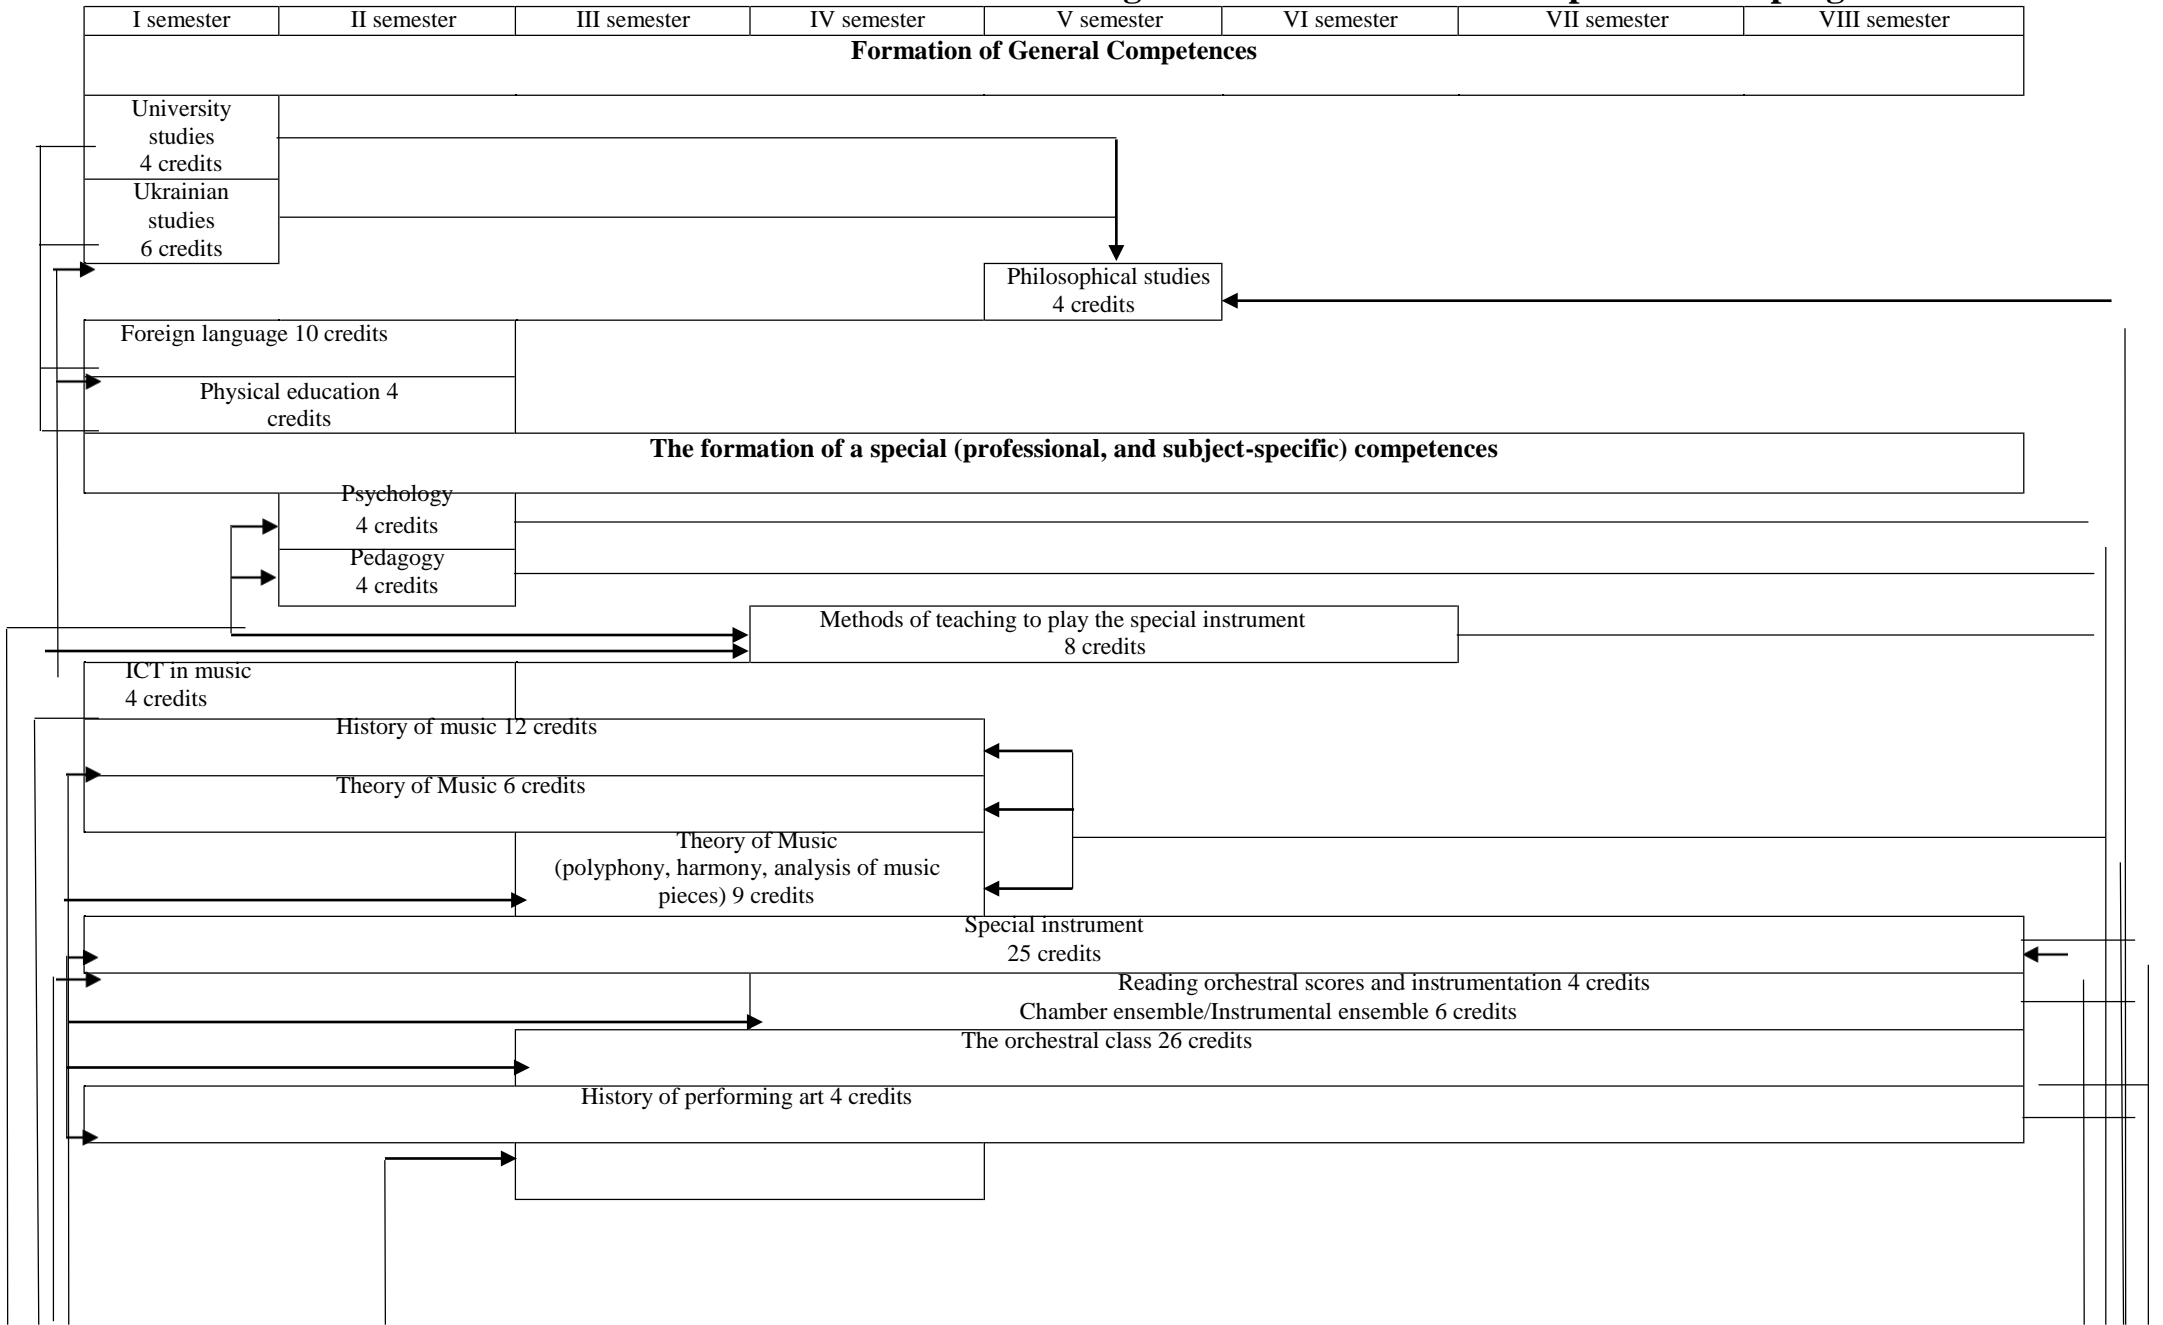 I semester II semester III semester IV semester V semester VI semester VII semester VIII semester
Formation of General Competences
University
studies
4 credits
Ukrainian
studies
6 credits
Philosophical studies
4 credits
Foreign language 10 credits
Physical education 4
credits
The formation of a special (professional, and subject-specific) competences
Psychology
4 credits
Pedagogy
4 credits
Methods of teaching to play the special instrument
8 credits
ICT in music
4 credits
History of music 12 credits
Theory of Music 6 credits
Theory of Music
(polyphony, harmony, analysis of music
pieces) 9 credits
Special instrument
25 credits
Reading orchestral scores and instrumentation 4 credits
Chamber ensemble/Instrumental ensemble 6 credits
The orchestral class 26 credits
History of performing art 4 credits